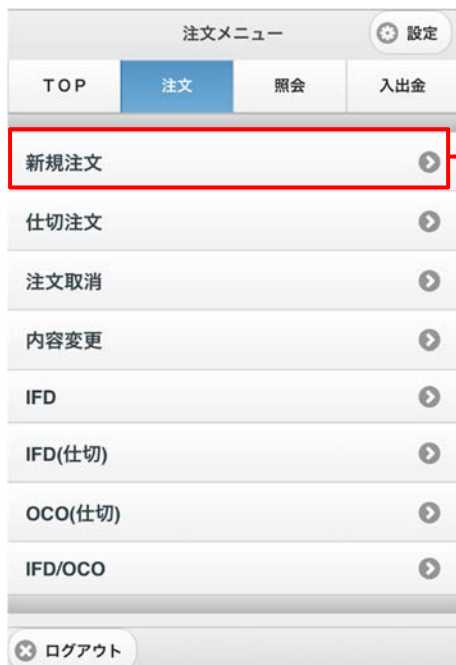 注文メニュー
設定
TOP 注文 照会 入出金
新規注文
仕切注文
注文取消
内容変更
IFD
IFD(仕切)
OCO(仕切)
IFD/OCO
ログアウト